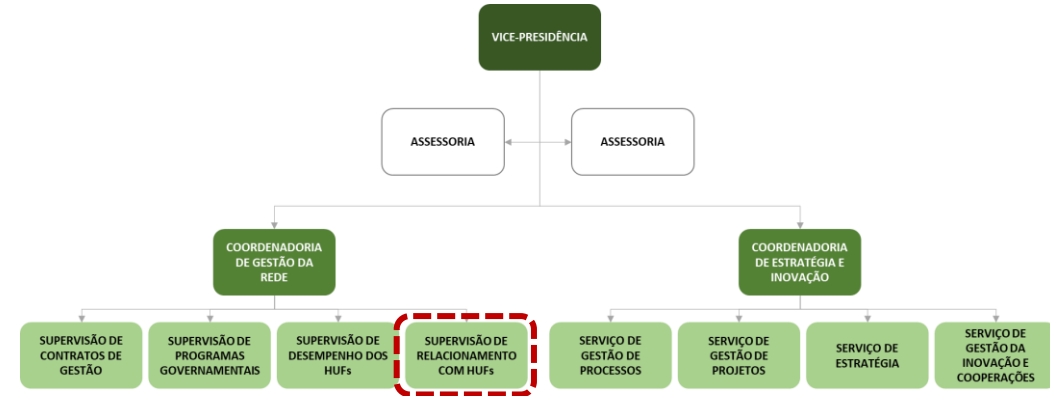 VICE-PRESIDÊNCIA
ASSESSORIA
ASSESSORIA
COORDENADORIA
DE GESTÃO DA
REDE
COORDENADORIA
DE ESTRATÉGIA E
INOVAÇÃO
SUPERVISÃO DE
CONTRATOS DE
GESTÃO
SUPERVISÃO DE
PROGRAMAS
GOVERNAMENTAIS
SUPERVISÃO DE
DESEMPENHO DOS
HUFs
SUPERVISÃO DE
RELACIONAMENTO
COM HUFs
SERVIÇO DE
GESTÃO DE
PROCESSOS
SERVIÇO DE
GESTÃO DE
PROJETOS
SERVIÇO DE
ESTRATÉGIA
SERVIÇO DE
GESTÃO DA
INOVAÇÃO E
COOPERAÇÕES